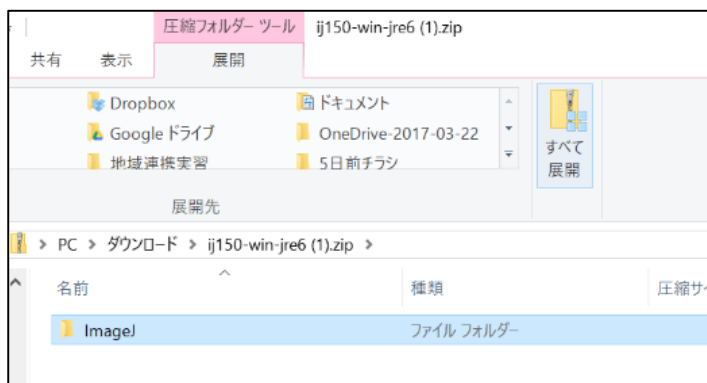 圧縮フォルダー ツール ij150-win-jre6 (1).zip
共有 表示 展開
Dropbox ドキュメント
Google ドライブ OneDrive-2017-03-22
地域連携実習 5日前チラシ
すべて
展開
展開先
> PC > ダウンロード > ij150-win-jre6 (1).zip >
名前 種類 圧縮サ
ImageJ ファイル フォルダー